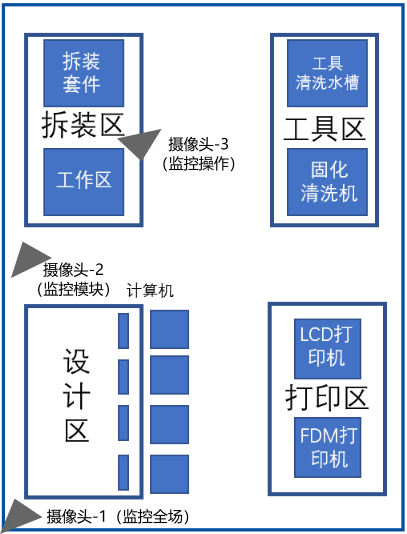 拆装
套件
拆装区
工作区
摄像头-3
（监控操作）
工具
清洗水槽
工具区
固化
清洗机
摄像头-2
（监控模块）
计算机
设
计
区
LCD打
印机
打印区
FDM打
印机
摄像头-1（监控全场）